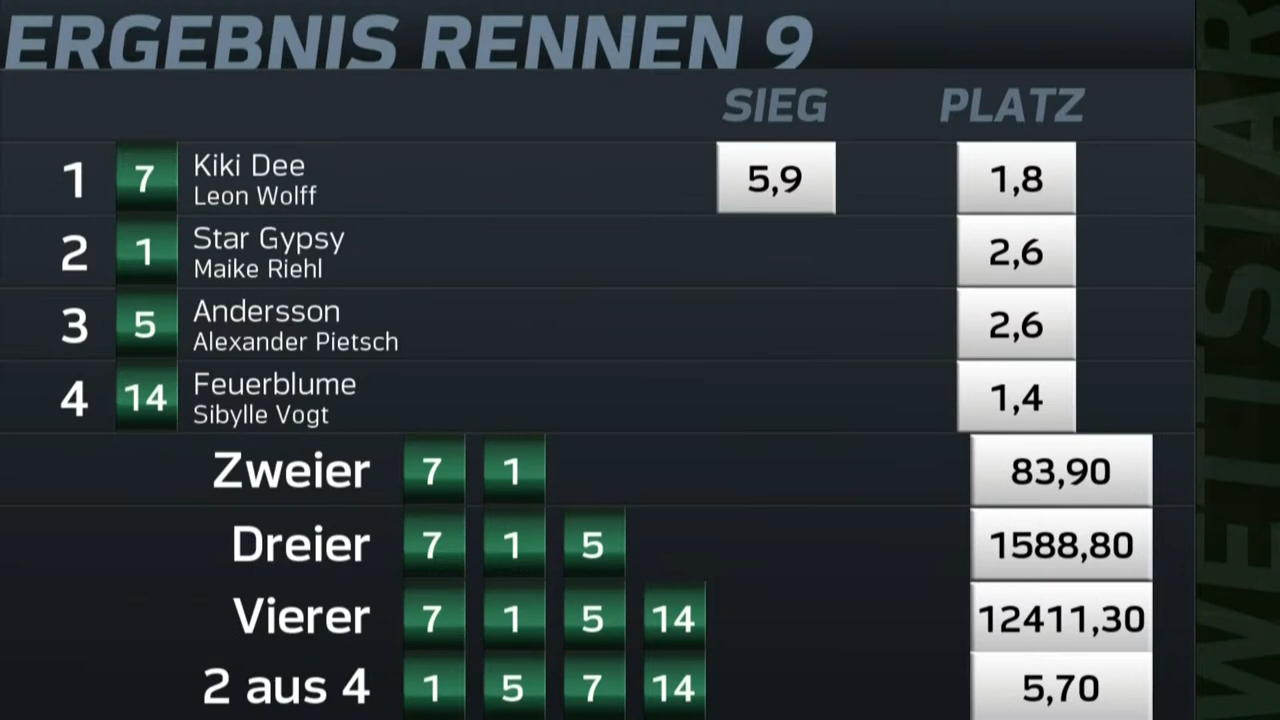 ERGEBNIS RENNEN 9
SIEG PLATZ
1 7 Kiki Dee 5,9 1,8
Leon Wolff
2 1 Star Gypsy 2,6
Maike Riehl
3 5 Andersson 2,6
Alexander Pietsch
4 14 Feuerblume 1,4
Sibylle Vogt
Zweier 7 1 83,90
Dreier 7 1 5 1588,80
Vierer 7 1 5 14 12411,30
2 aus 4 1 5 7 14 5,70